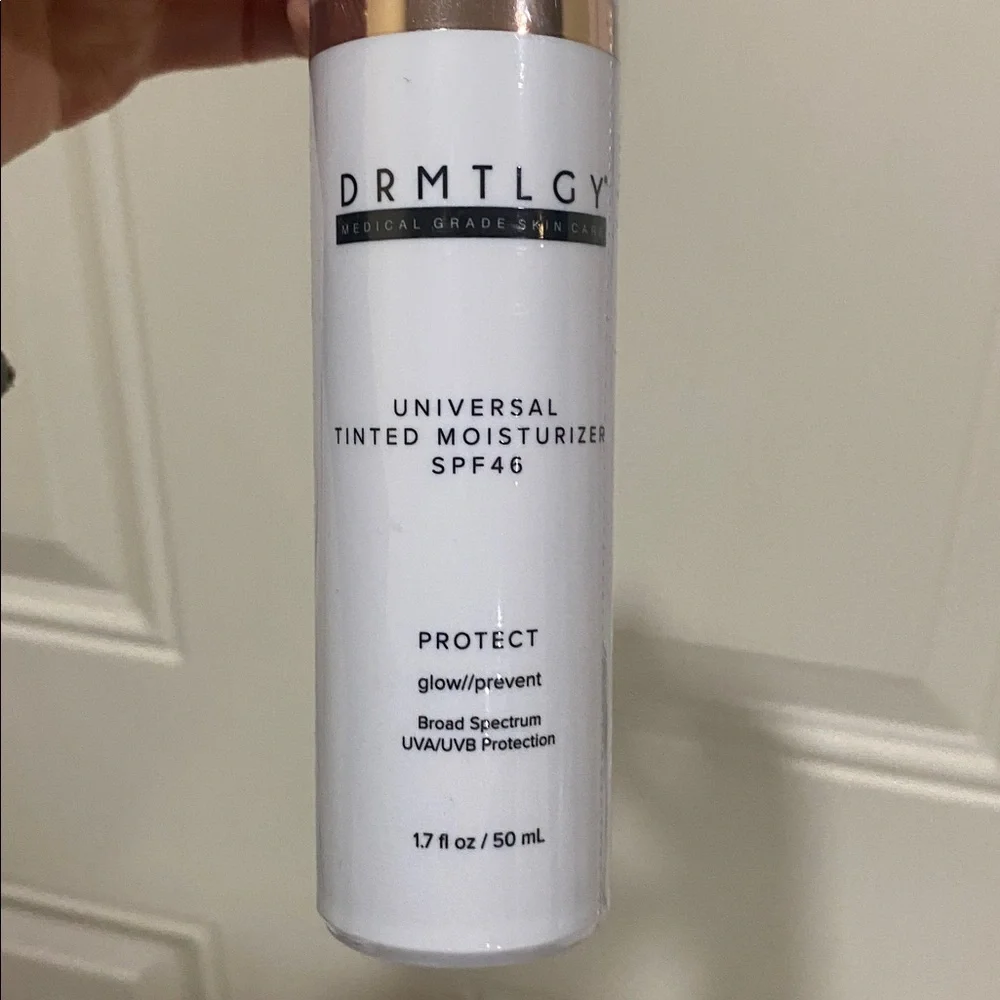 DRMTLGY®
MEDICAL GRADE SKIN CARE
UNIVERSAL
TINTED MOISTURIZER
SPF46
PROTECT
glow//prevent
Broad Spectrum
UVA/UVB Protection
1.7 fl oz / 50 mL